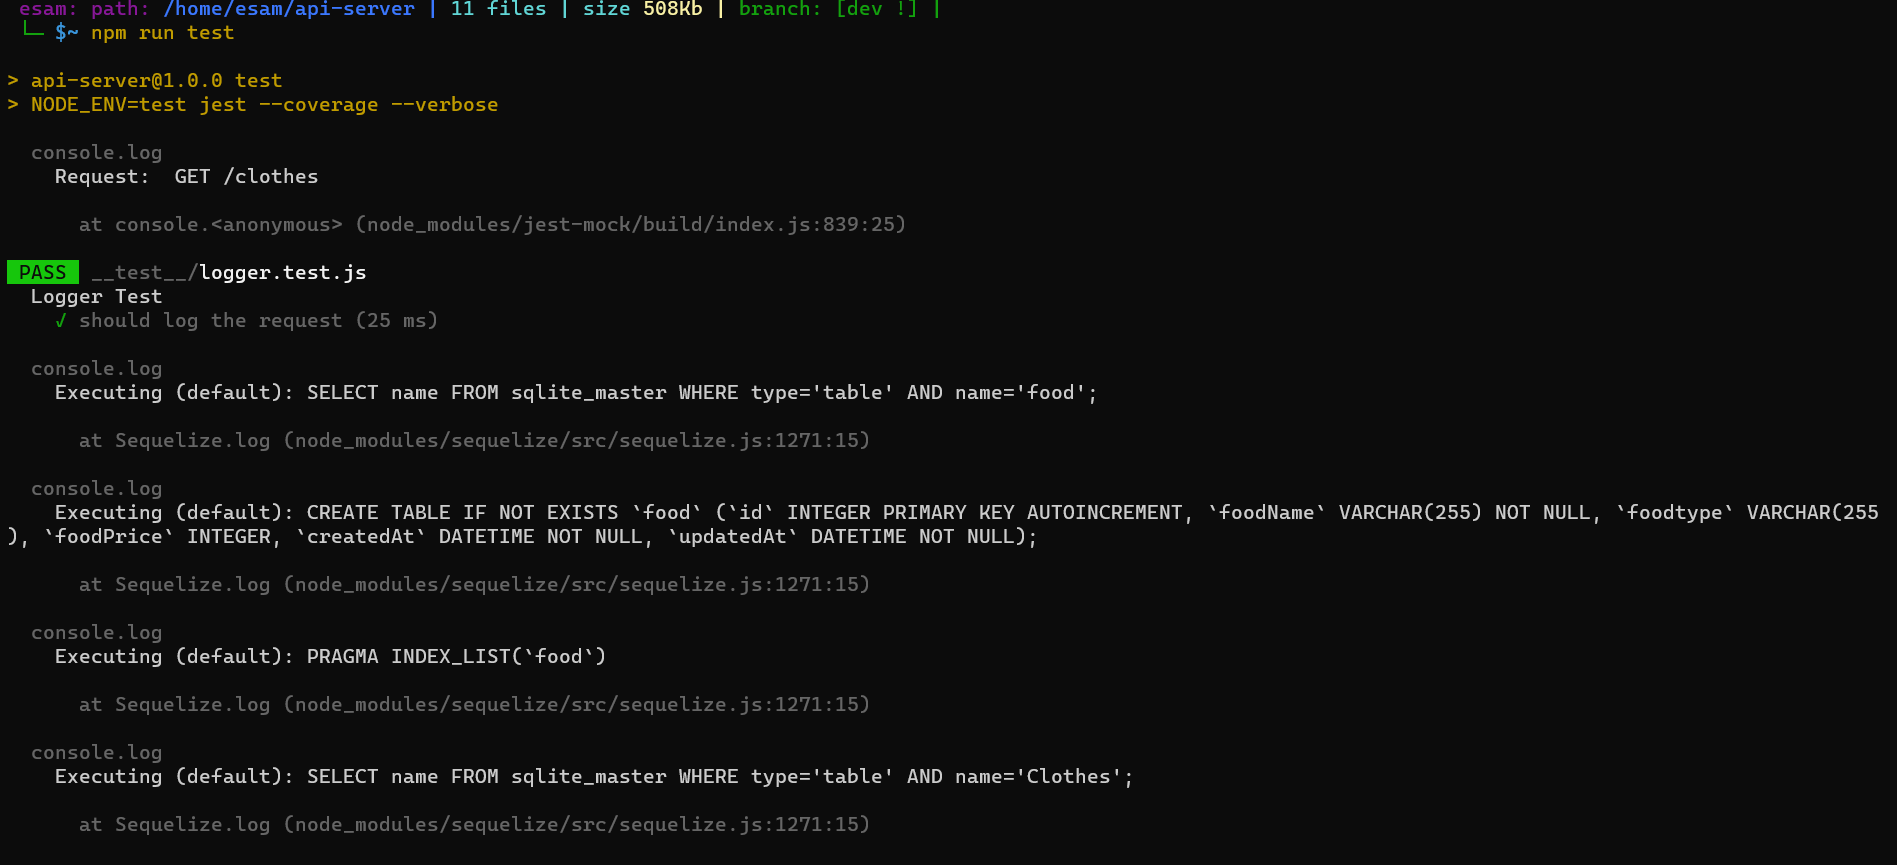 esam: path: /home/esam/api-server | 11 files | size 508Kb | branch: [dev !] |
└─ $~ npm run test
> api-server@1.0.0 test
> NODE_ENV=test jest --coverage --verbose
console.log
Request:  GET /clothes
at console.<anonymous> (node_modules/jest-mock/build/index.js:839:25)
PASS __test__/logger.test.js
Logger Test
√ should log the request (25 ms)
console.log
Executing (default): SELECT name FROM sqlite_master WHERE type='table' AND name='food';
at Sequelize.log (node_modules/sequelize/src/sequelize.js:1271:15)
console.log
Executing (default): CREATE TABLE IF NOT EXISTS `food` (`id` INTEGER PRIMARY KEY AUTOINCREMENT, `foodName` VARCHAR(255) NOT NULL, `foodtype` VARCHAR(255
), `foodPrice` INTEGER, `createdAt` DATETIME NOT NULL, `updatedAt` DATETIME NOT NULL);
at Sequelize.log (node_modules/sequelize/src/sequelize.js:1271:15)
console.log
Executing (default): PRAGMA INDEX_LIST(`food`)
at Sequelize.log (node_modules/sequelize/src/sequelize.js:1271:15)
console.log
Executing (default): SELECT name FROM sqlite_master WHERE type='table' AND name='Clothes';
at Sequelize.log (node_modules/sequelize/src/sequelize.js:1271:15)